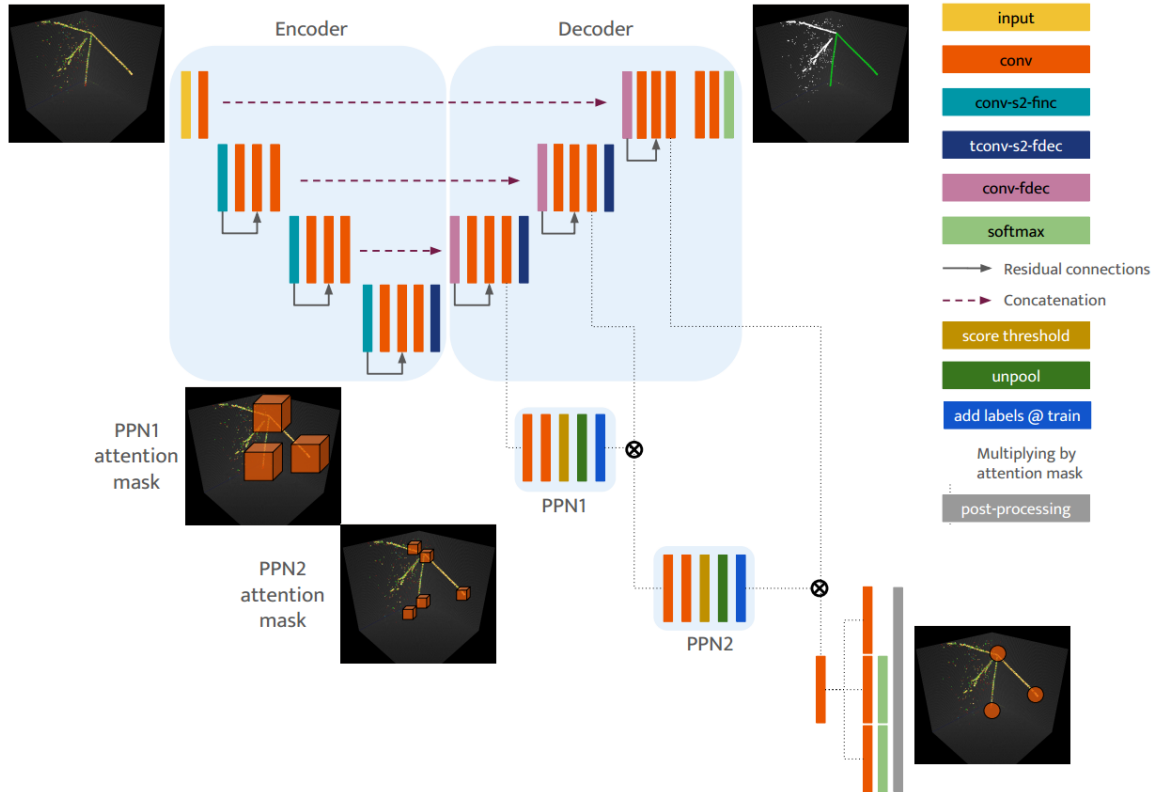 Encoder
Decoder
input
conv
conv-s2-finc
tconv-s2-fdec
conv-fdec
softmax
Residual connections
Concatenation
score threshold
unpool
add labels @ train
Multiplying by
attention mask
post-processing
PPN1
attention
mask
PPN1
PPN2
attention
mask
PPN2